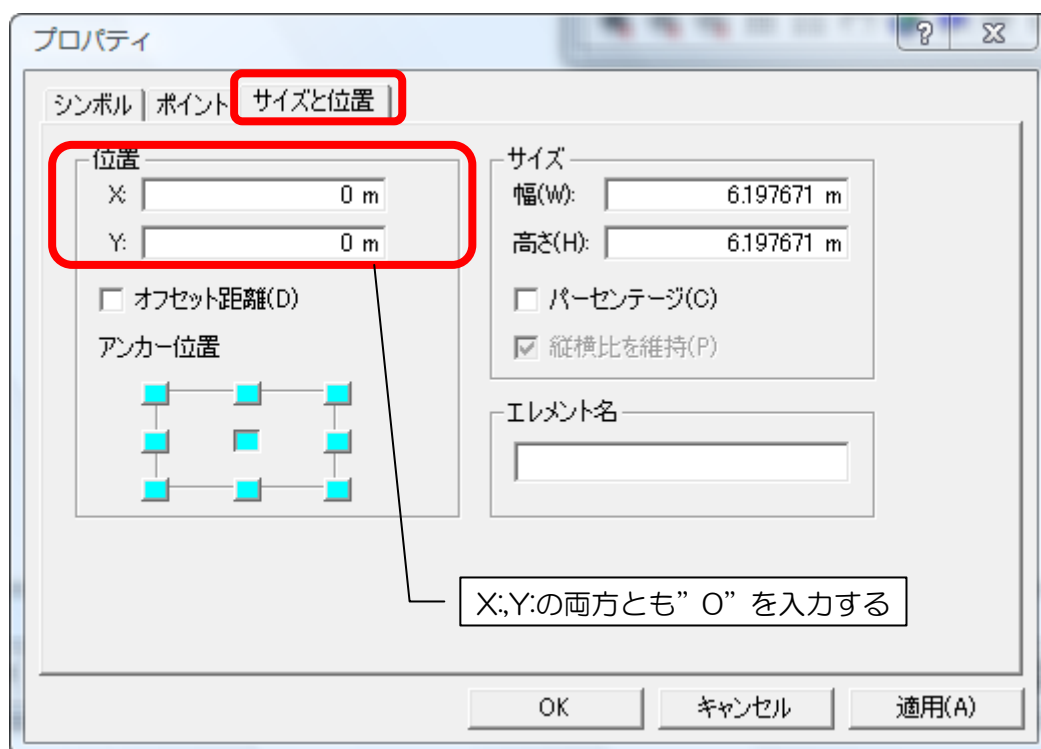 プロパティ
シンボル ポイント サイズと位置
位置
X: 0 m
Y: 0 m
オフセット距離(D)
アンカー位置
サイズ
幅(W): 6.197671 m
高さ(H): 6.197671 m
パーセンテージ(C)
縦横比を維持(P)
エレメント名
X:,Y:の両方とも”0”を入力する
OK キャンセル 適用(A)